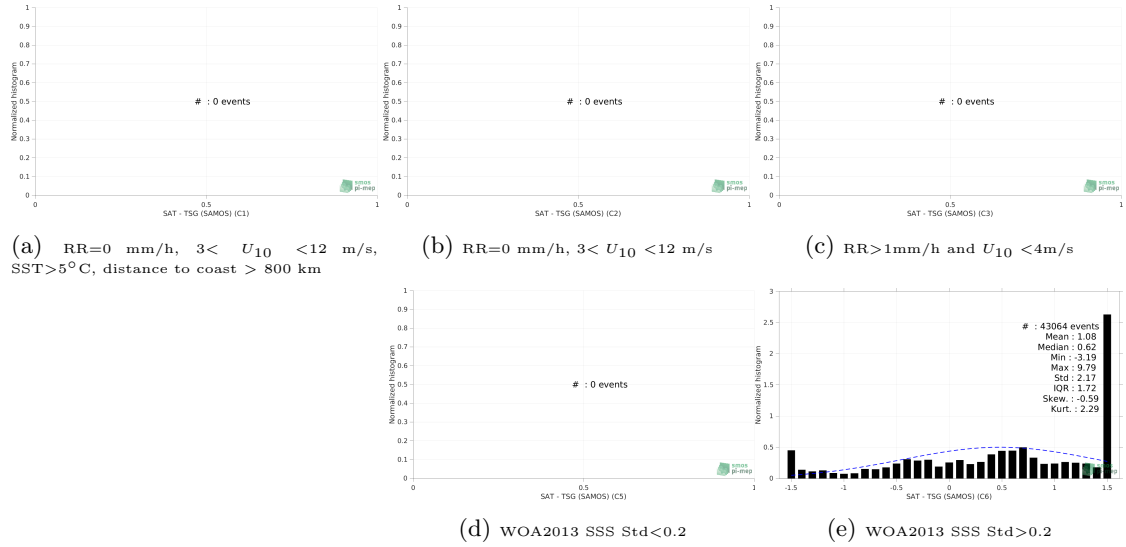 1
0.9
0.8
0.7
0.6
0.5
0.4
0.3
0.2
0.1
0
Normalized histogram
# : 0 events
smos
pi-mep
0 0.5 1
SAT - TSG (SAMOS) (C1)
(a) RR=0 mm/h, 3< U10 <12 m/s,
SST>5°C, distance to coast > 800 km
1
0.9
0.8
0.7
0.6
0.5
0.4
0.3
0.2
0.1
0
Normalized histogram
# : 0 events
smos
pi-mep
0 0.5 1
SAT - TSG (SAMOS) (C2)
(b) RR=0 mm/h, 3< U10 <12 m/s
1
0.9
0.8
0.7
0.6
0.5
0.4
0.3
0.2
0.1
0
Normalized histogram
# : 0 events
smos
pi-mep
0 0.5 1
SAT - TSG (SAMOS) (C3)
(c) RR>1mm/h and U10 <4m/s
1
0.9
0.8
0.7
0.6
0.5
0.4
0.3
0.2
0.1
0
Normalized histogram
# : 0 events
smos
pi-mep
0 0.5 1
SAT - TSG (SAMOS) (C5)
(d) WOA2013 SSS Std<0.2
3
2.5
2
1.5
1
0.5
0
Normalized histogram
# : 43064 events
Mean : 1.08
Median : 0.62
Min : -3.19
Max : 9.79
Std : 2.17
IQR : 1.72
Skew. : -0.59
Kurt. : 2.29
smos
pi-mep
-1.5 -1 -0.5 0 0.5 1 1.5
SAT - TSG (SAMOS) (C6)
(e) WOA2013 SSS Std>0.2